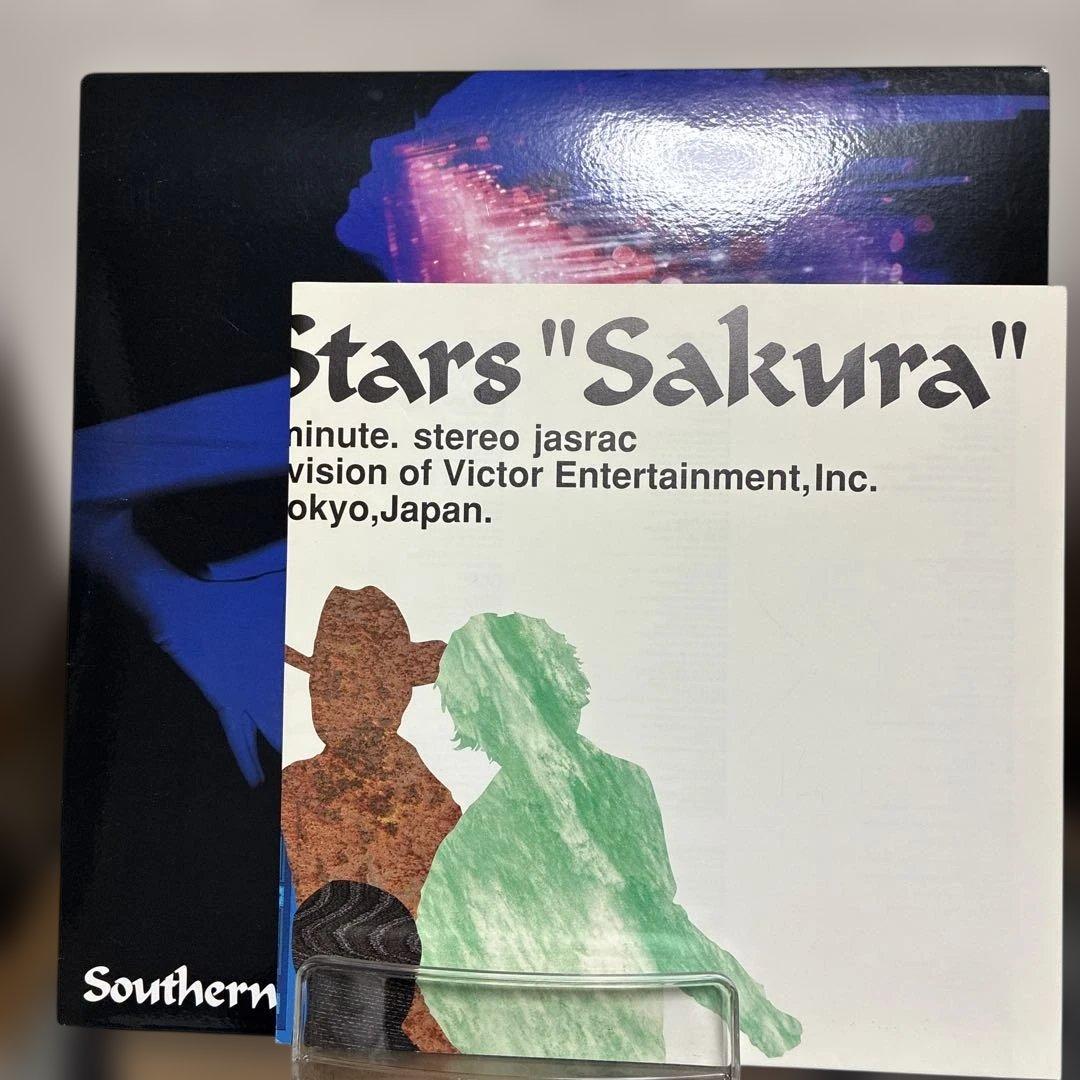 Stars "Sakura"
minute. stereo jasrac
vision of Victor Entertainment,Inc.
okyo,Japan.
Southern